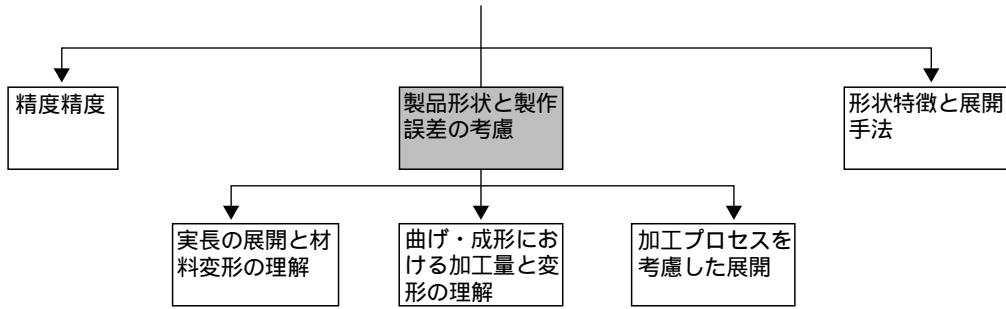 精度精度
製品形状と製作
誤差の考慮
形状特徴と展開
手法
実長の展開と材
料変形の理解
曲げ・成形にお
ける加工量と変
形の理解
加工プロセスを
考慮した展開